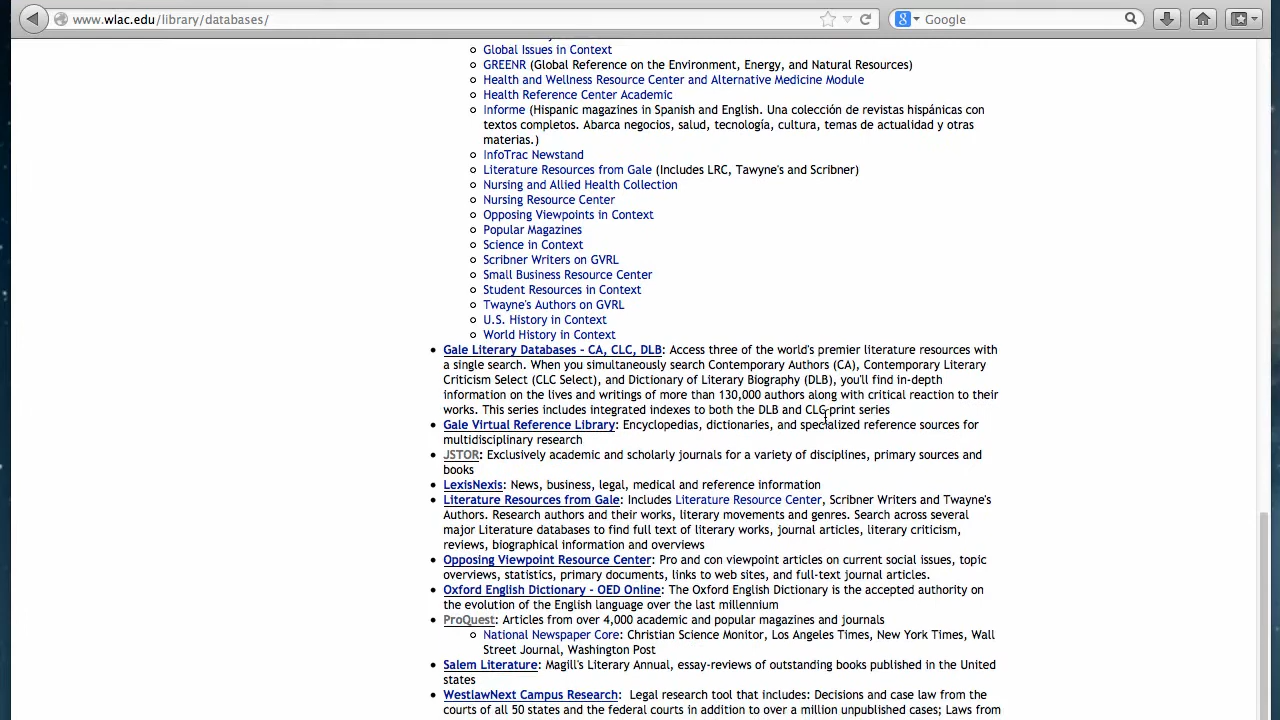 www.wlac.edu/library/databases/
Google
Global Issues in Context
GREENR (Global Reference on the Environment, Energy, and Natural Resources)
Health and Wellness Resource Center and Alternative Medicine Module
Health Reference Center Academic
Informe (Hispanic magazines in Spanish and English. Una colección de revistas hispánicas con
textos completos. Abarca negocios, salud, tecnología, cultura, temas de actualidad y otras
materias.)
InfoTrac Newstand
Literature Resources from Gale (Includes LRC, Tawyne's and Scribner)
Nursing and Allied Health Collection
Nursing Resource Center
Opposing Viewpoints in Context
Popular Magazines
Science in Context
Scribner Writers on GVRL
Small Business Resource Center
Student Resources in Context
Twayne's Authors on GVRL
U.S. History in Context
World History in Context
Gale Literary Databases - CA, CLC, DLB: Access three of the world's premier literature resources with
a single search. When you simultaneously search Contemporary Authors (CA), Contemporary Literary
Criticism Select (CLC Select), and Dictionary of Literary Biography (DLB), you'll find in-depth
information on the lives and writings of more than 130,000 authors along with critical reaction to their
works. This series includes integrated indexes to both the DLB and CLC print series
Gale Virtual Reference Library: Encyclopedias, dictionaries, and specialized reference sources for
multidisciplinary research
JSTOR: Exclusively academic and scholarly journals for a variety of disciplines, primary sources and
books
LexisNexis: News, business, legal, medical and reference information
Literature Resources from Gale: Includes Literature Resource Center, Scribner Writers and Twayne's
Authors. Research authors and their works, literary movements and genres. Search across several
major Literature databases to find full text of literary works, journal articles, literary criticism,
reviews, biographical information and overviews
Opposing Viewpoint Resource Center: Pro and con viewpoint articles on current social issues, topic
overviews, statistics, primary documents, links to web sites, and full-text journal articles.
Oxford English Dictionary - OED Online: The Oxford English Dictionary is the accepted authority on
the evolution of the English language over the last millennium
ProQuest: Articles from over 4,000 academic and popular magazines and journals
National Newspaper Core: Christian Science Monitor, Los Angeles Times, New York Times, Wall
Street Journal, Washington Post
Salem Literature: Magill's Literary Annual, essay-reviews of outstanding books published in the United
states
WestlawNext Campus Research: Legal research tool that includes: Decisions and case law from the
courts of all 50 states and the federal courts in addition to over a million unpublished cases; Laws from